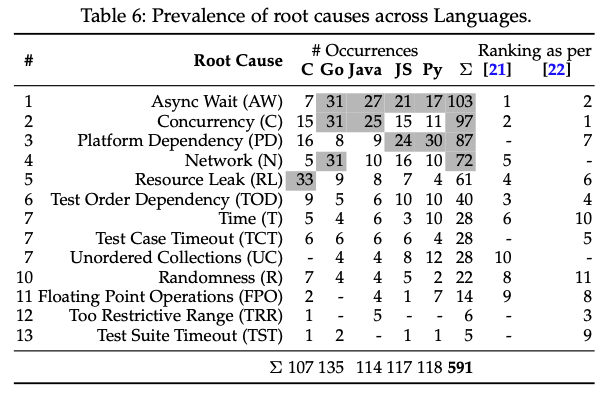 Table 6: Prevalence of root causes across Languages.
# Root Cause # Occurrences Ranking as per
C Go Java JS Py Σ [21] [22]
1 Async Wait (AW) 7 31 27 21 17 103 1 2
2 Concurrency (C) 15 31 25 15 11 97 2 1
3 Platform Dependency (PD) 16 8 9 24 30 87 - 7
4 Network (N) 5 31 10 16 10 72 5 -
5 Resource Leak (RL) 33 9 8 7 4 61 4 6
6 Test Order Dependency (TOD) 9 5 6 10 10 40 3 4
7 Time (T) 5 4 6 3 10 28 6 10
7 Test Case Timeout (TCT) 6 6 6 6 4 28 - 5
7 Unordered Collections (UC) - 4 4 8 12 28 10 -
10 Randomness (R) 7 4 4 5 2 22 8 11
11 Floating Point Operations (FPO) 2 - 4 1 7 14 9 8
12 Too Restrictive Range (TRR) 1 - 5 - - 6 - 3
13 Test Suite Timeout (TST) 1 2 - 1 1 5 - 9
Σ 107 135 114 117 118 591